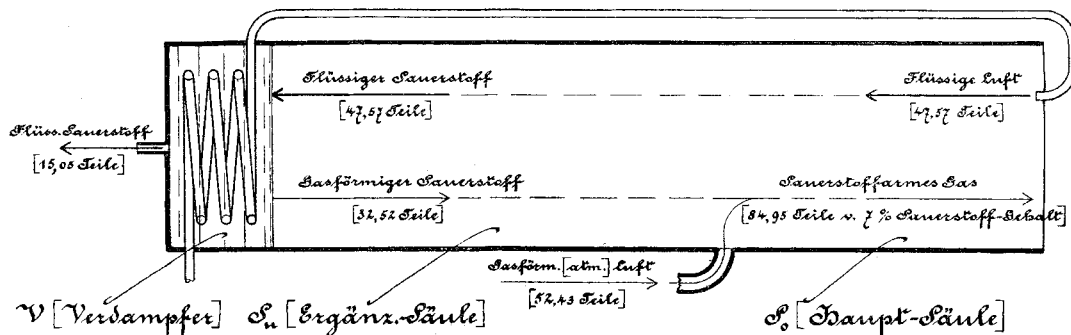 Flüssiger Sauerstoff
[47,57 Teile]
Flüssige Luft
[47,57 Teile]
Flüss. Sauerstoff
[15,05 Teile]
Gasförmiger Sauerstoff
[32,52 Teile]
Sauerstoffarmes Gas
[84,95 Teile v. 7 % Sauerstoff-Gehalt]
Gasförm. [atm.] Luft
[52,43 Teile]
V [Verdampfer]
Sᵤ [Ergänz.-Säule]
Sₒ [Haupt-Säule]